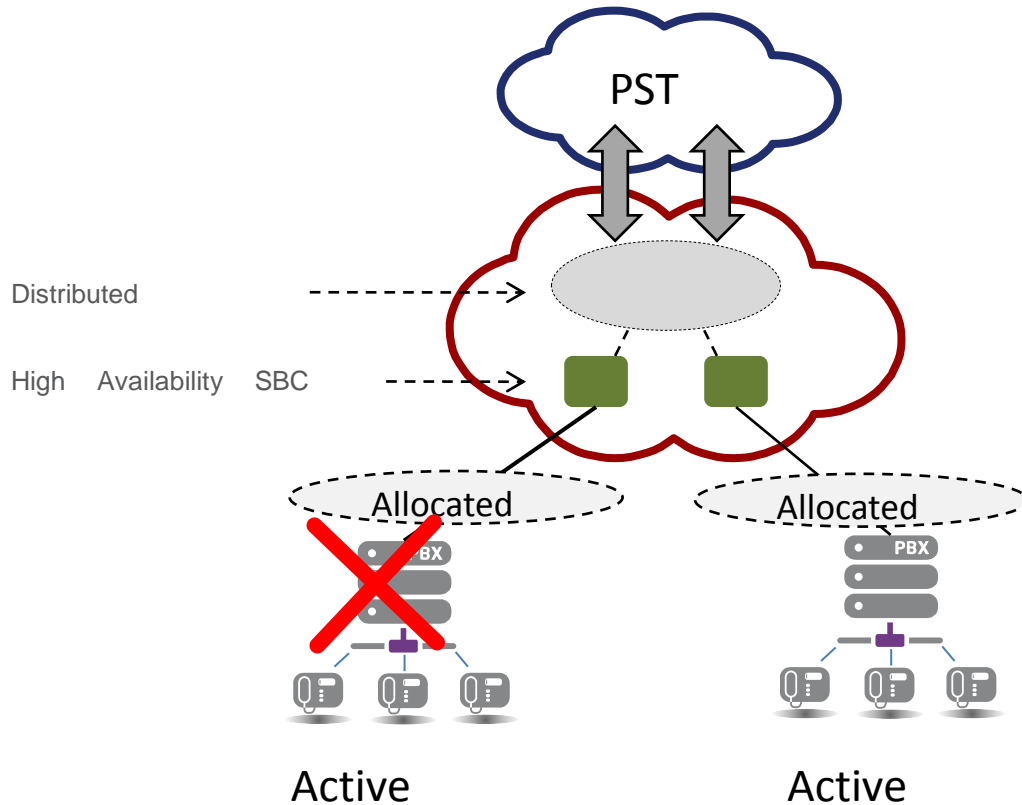 PST
Distributed
High Availability SBC
Allocated
Allocated
PBX
PBX
Active
Active